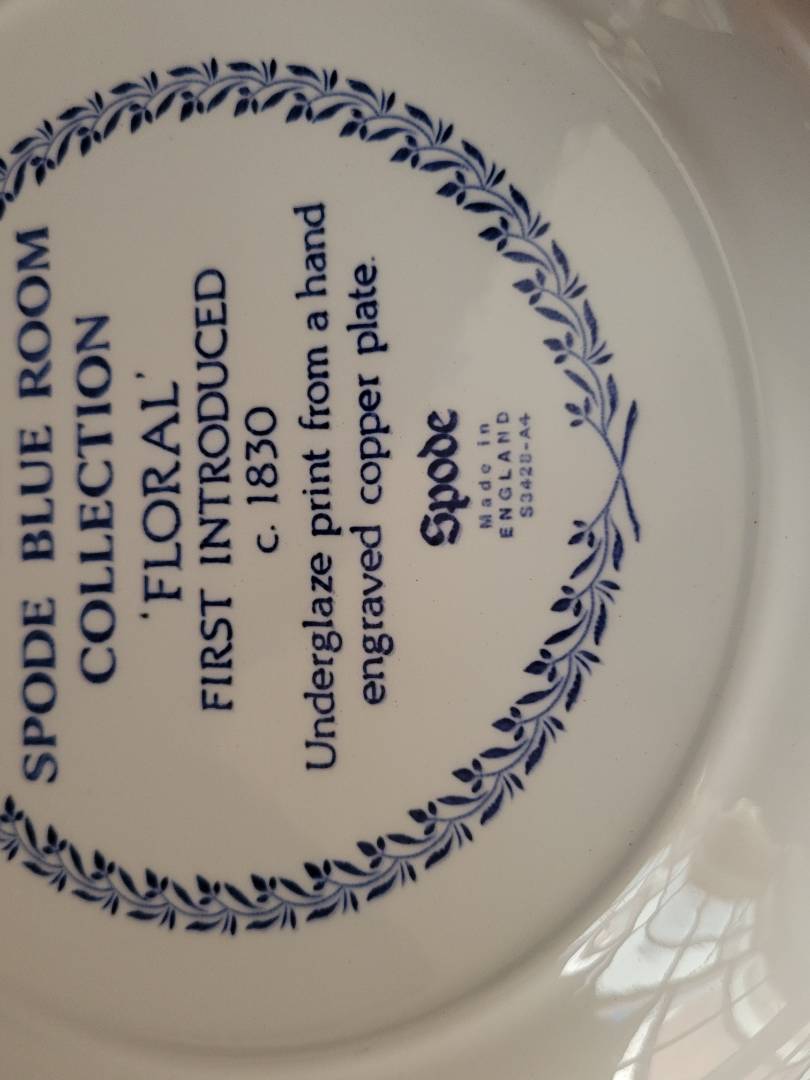 SPODE BLUE ROOM
COLLECTION
'FLORAL'
FIRST INTRODUCED
c. 1830
Underglaze print from a hand
engraved copper plate.
Spode
Made in
ENGLAND
S3428-A4